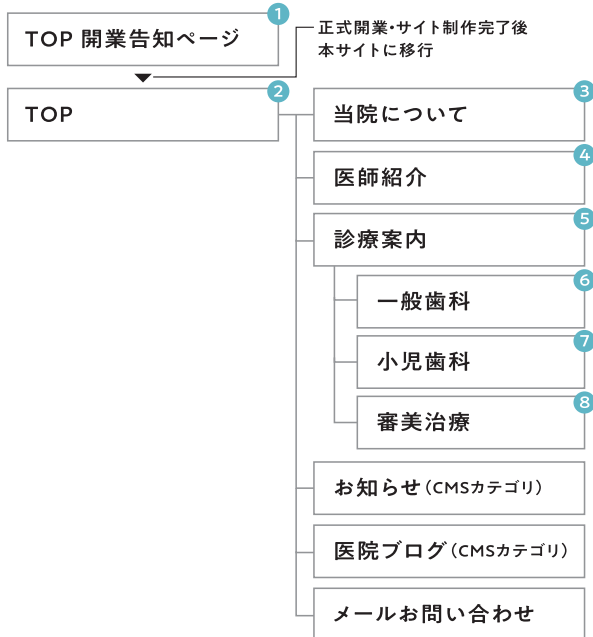 1
TOP 開業告知ページ
正式開業・サイト制作完了後
本サイトに移行
2
TOP
3
当院について
4
医師紹介
5
診療案内
6
一般歯科
7
小児歯科
8
審美治療
お知らせ（CMSカテゴリ）
医院ブログ（CMSカテゴリ）
メールお問い合わせ